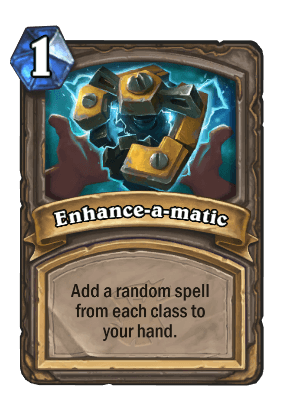 1
Enhance-a-matic
Add a random spell
from each class to
your hand.